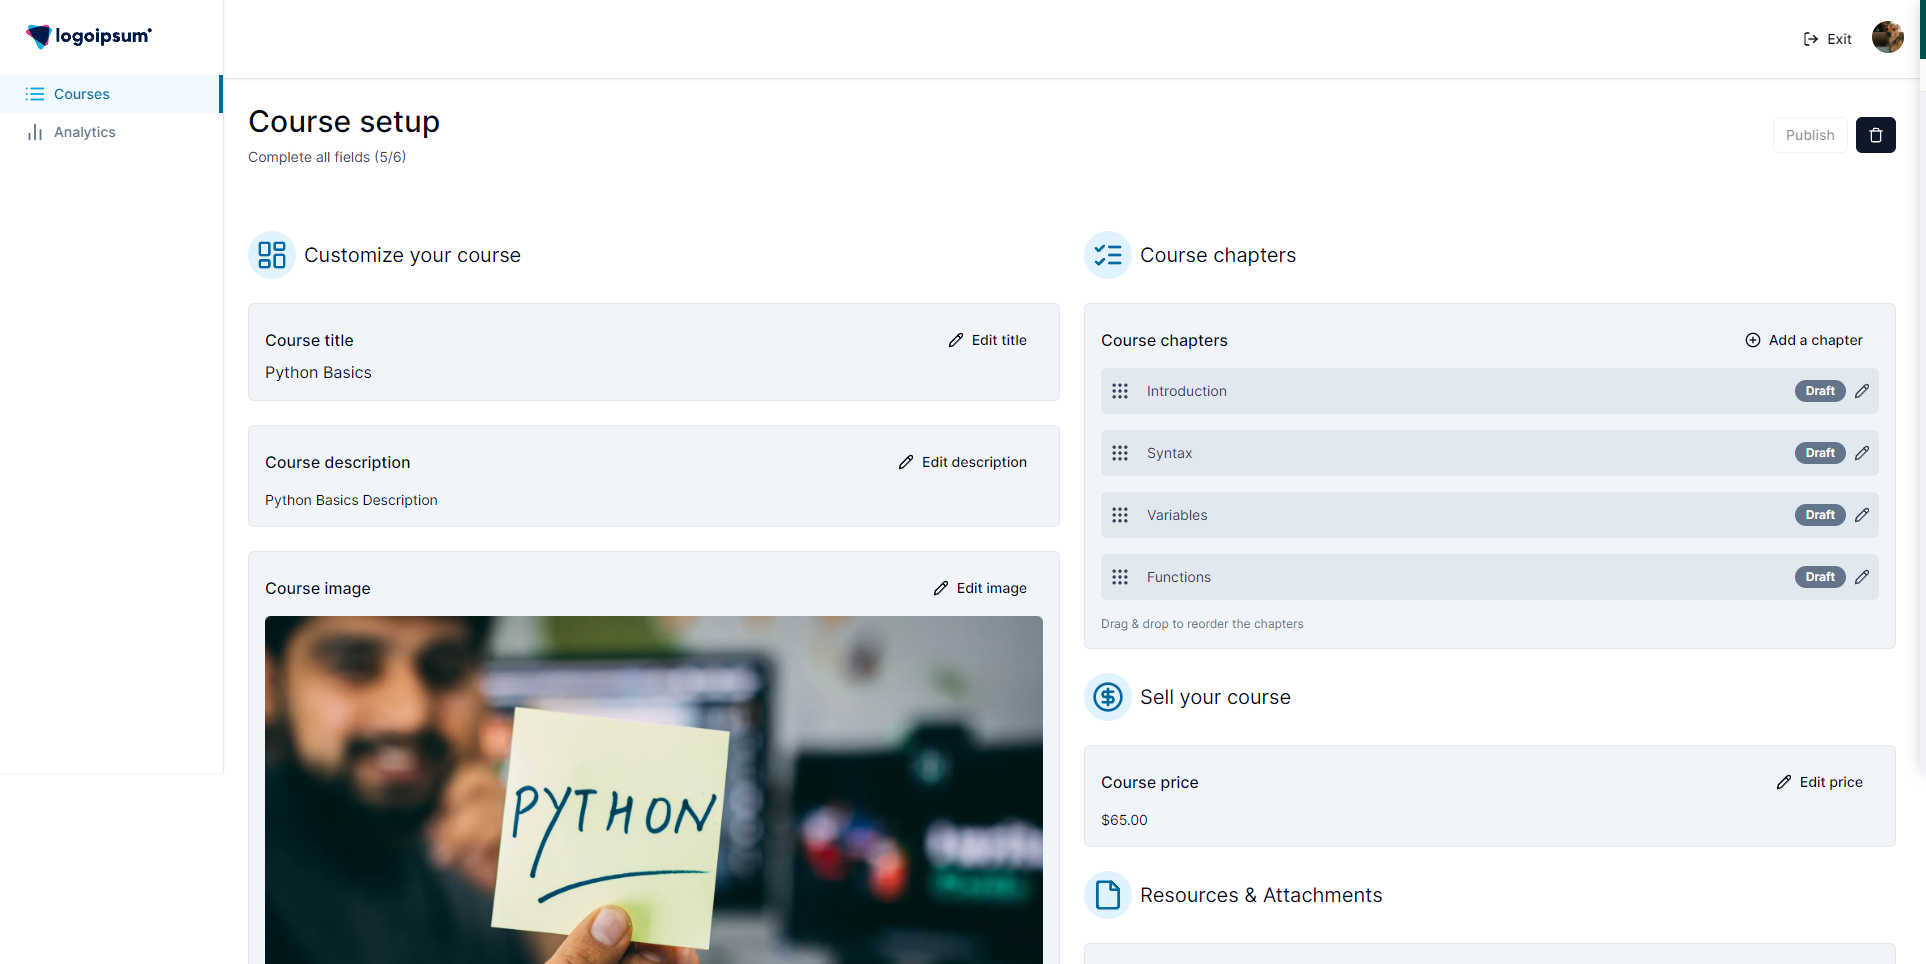 logoipsum
Exit
Courses
Analytics
Course setup
Complete all fields (5/6)
Publish
Customize your course
Course title
Edit title
Python Basics
Course description
Edit description
Python Basics Description
Course image
Edit image
PYTHON
Course chapters
Course chapters
Add a chapter
Introduction
Draft
Syntax
Draft
Variables
Draft
Functions
Draft
Drag & drop to reorder the chapters
Sell your course
Course price
Edit price
$65.00
Resources & Attachments